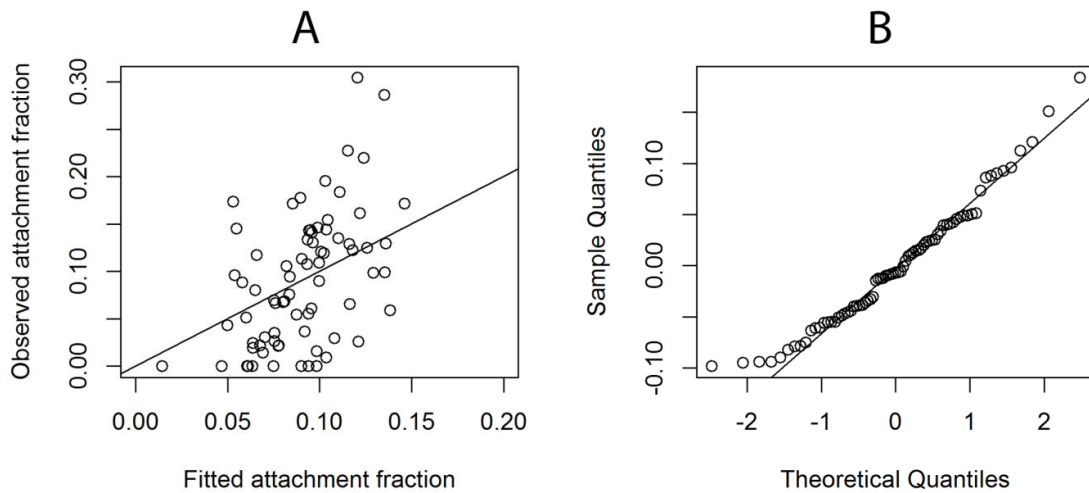 A
Observed attachment fraction
0.30
0.20
0.10
0.00
0.00 0.05 0.10 0.15 0.20
Fitted attachment fraction
B
Sample Quantiles
0.10
0.00
-0.10
-2 -1 0 1 2
Theoretical Quantiles